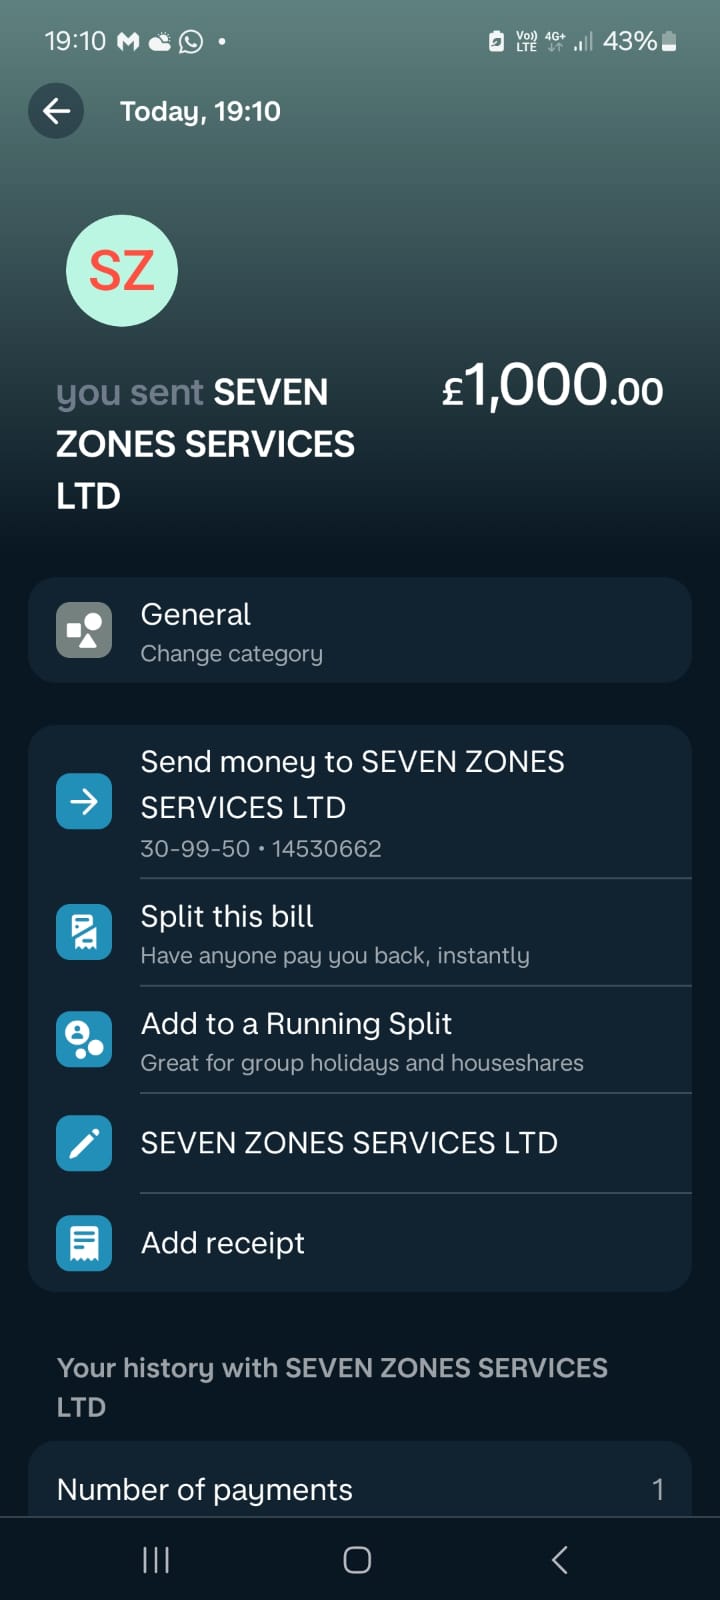 19:10 Vo)) LTE 4G+ 43%
Today, 19:10
SZ
you sent SEVEN
ZONES SERVICES
LTD
£1,000.00
General
Change category
Send money to SEVEN ZONES
SERVICES LTD
30-99-50 • 14530662
Split this bill
Have anyone pay you back, instantly
Add to a Running Split
Great for group holidays and houseshares
SEVEN ZONES SERVICES LTD
Add receipt
Your history with SEVEN ZONES SERVICES
LTD
Number of payments 1